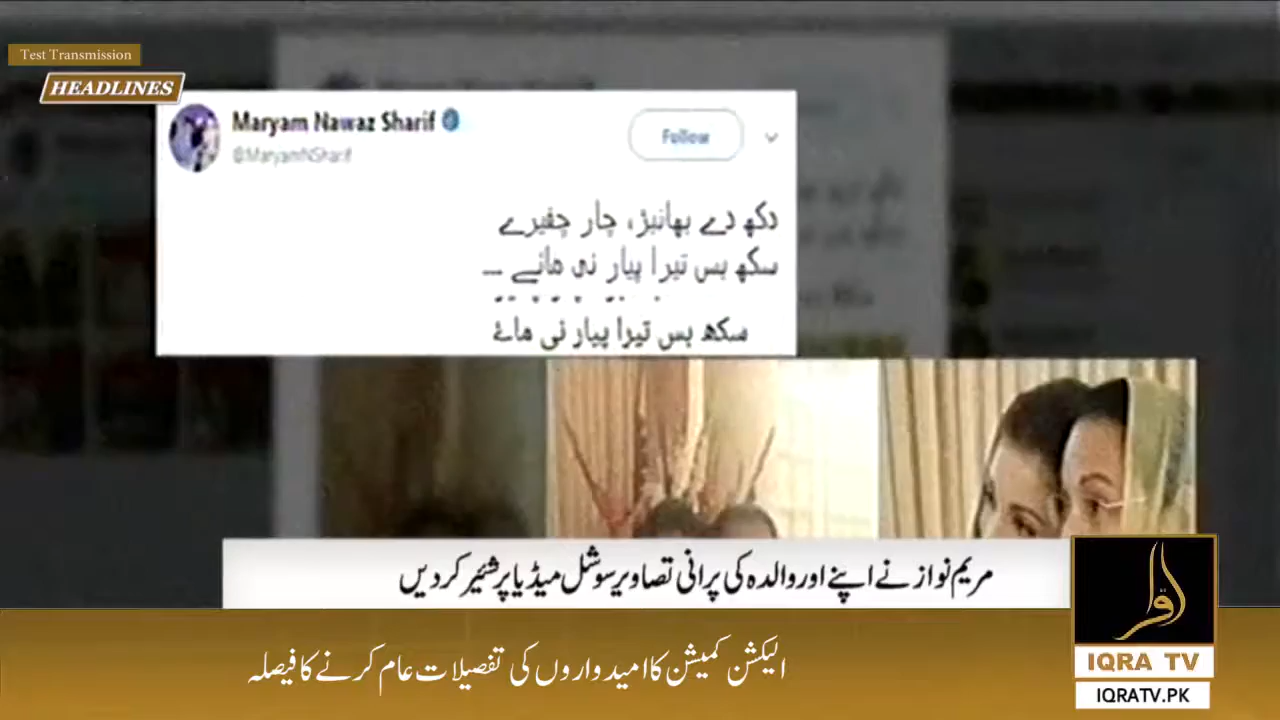 Test Transmission
HEADLINES
Maryam Nawaz Sharif
@MaryamNSharif
Follow
دکھ دے بھانبڑ، چار چفیرے
سکھ بس تیرا پیار نی مائے ...
سکھ بس تیرا پیار نی مائے
مریم نواز نے اپنے اور والدہ کی پرانی تصاویر سوشل میڈیا پر شئیر کر دیں
اقرا
IQRA TV
IQRATV.PK
الیکشن کمیشن کا امیدواروں کی تفصیلات عام کرنے کا فیصلہ